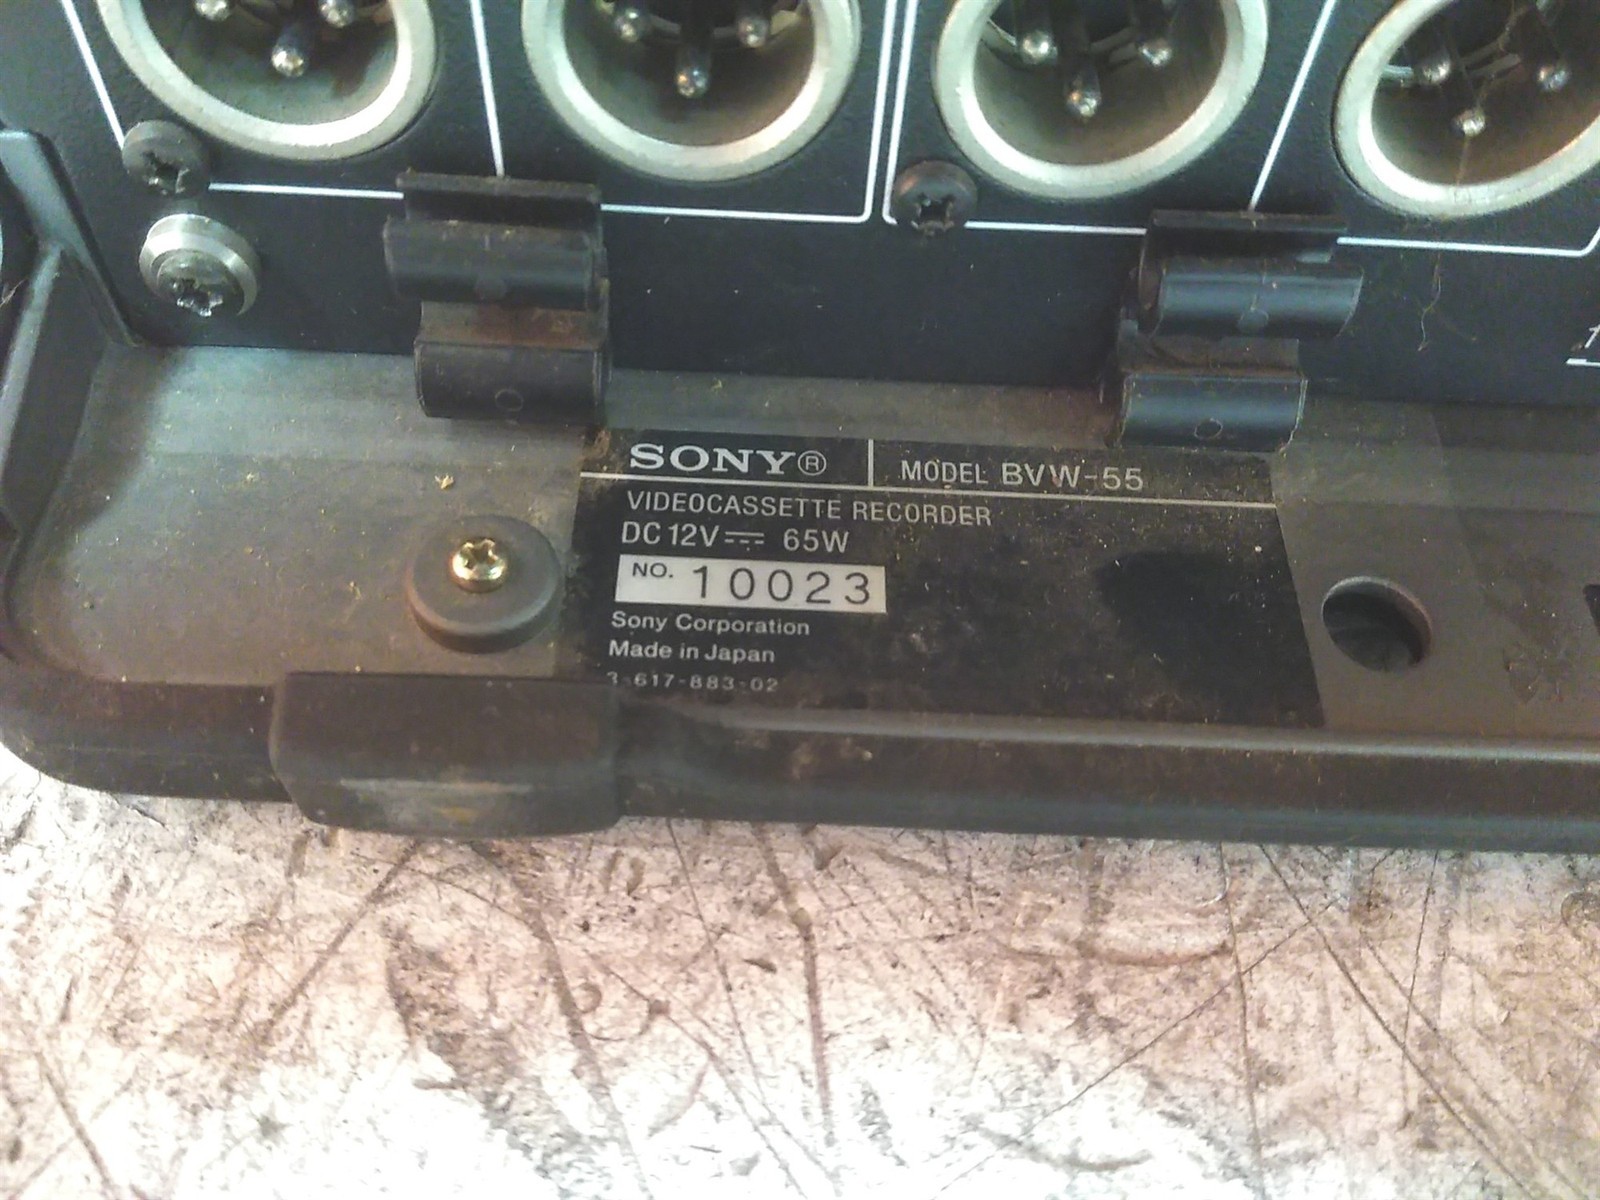 SONY® MODEL BVW-55
VIDEOCASSETTE RECORDER
DC 12V⎓ 65W
NO. 10023
Sony Corporation
Made in Japan
3-617-883-02